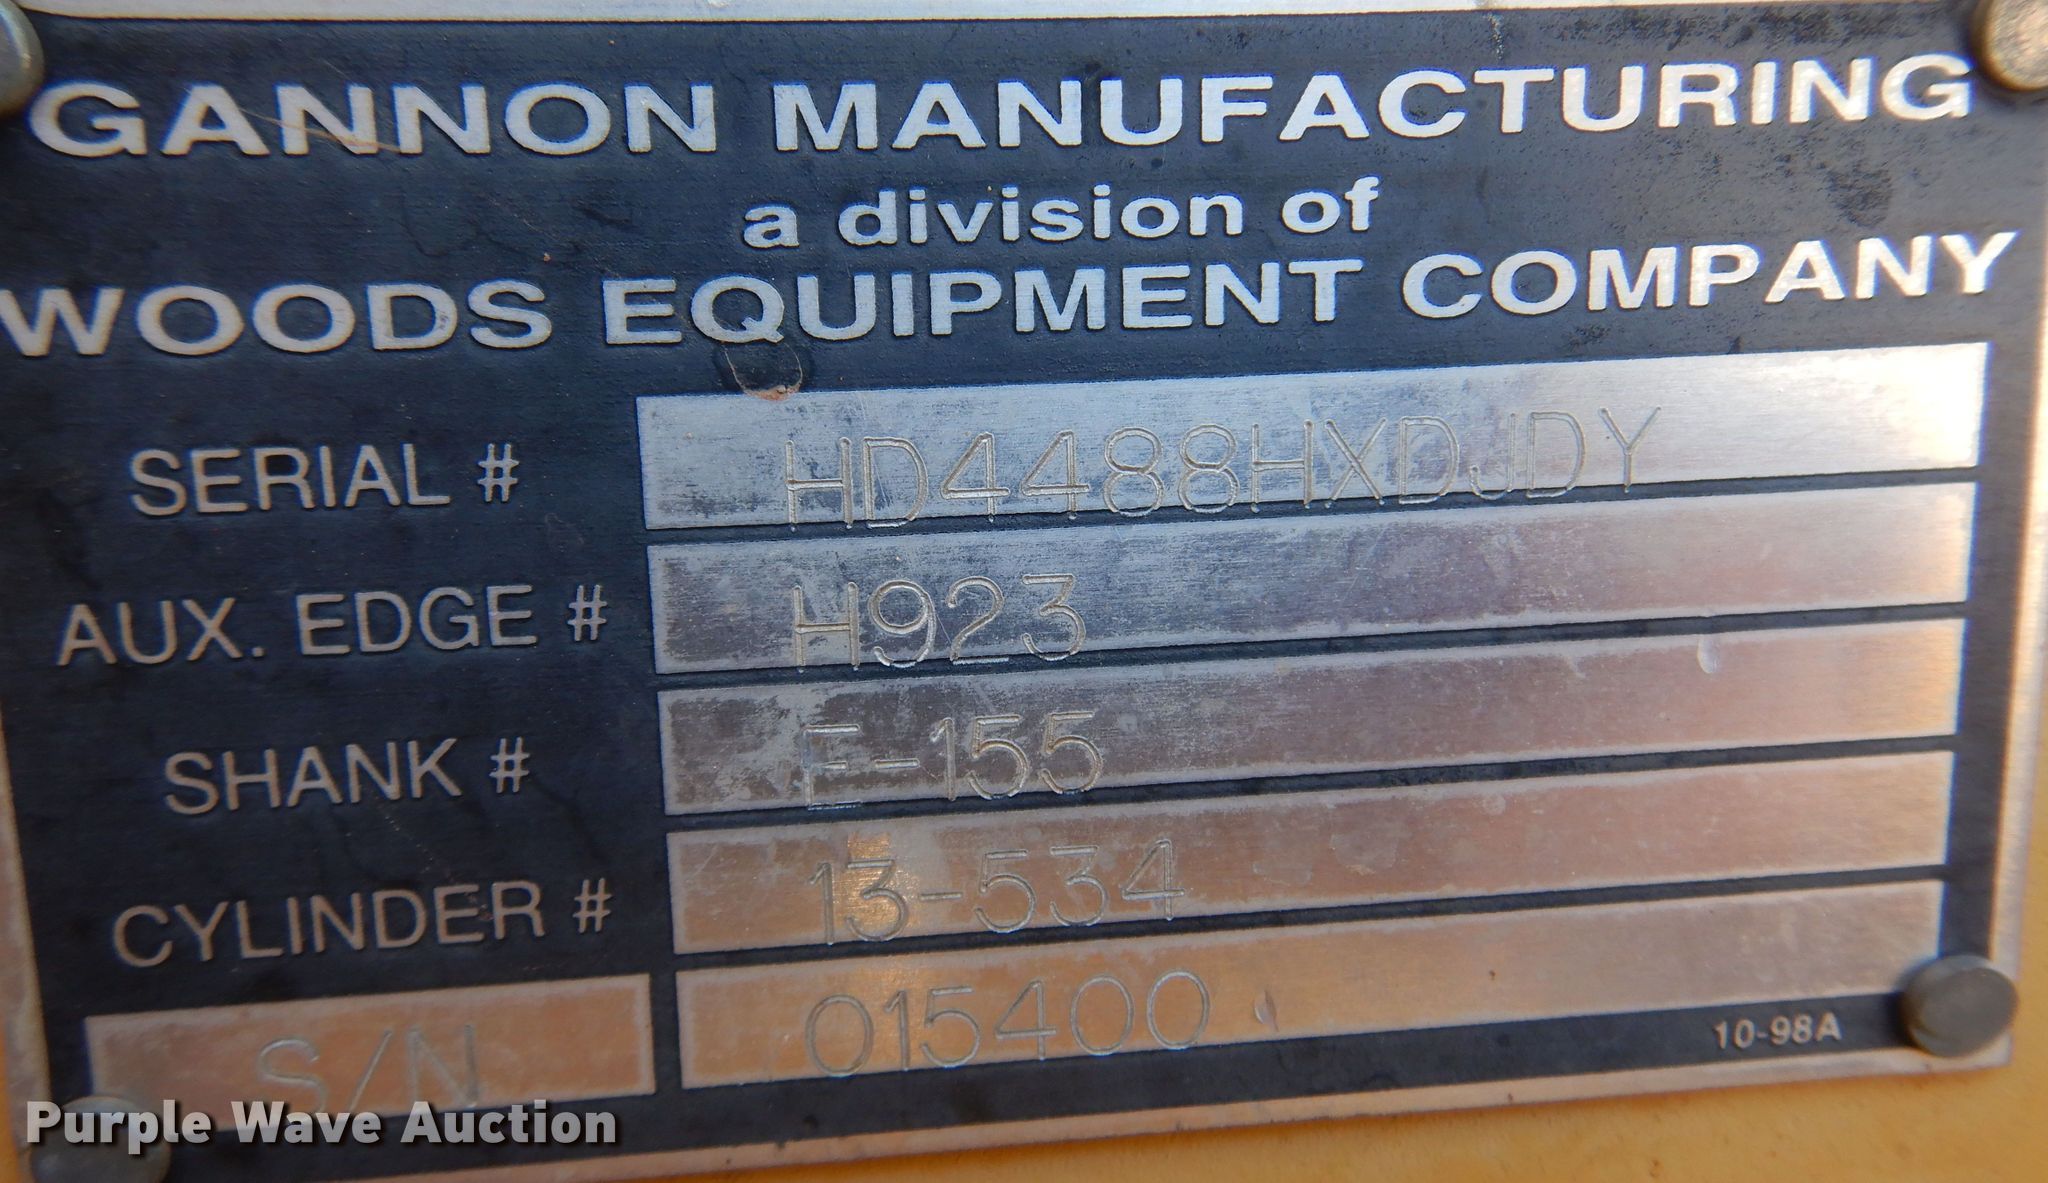 GANNON MANUFACTURING
a division of
WOODS EQUIPMENT COMPANY
SERIAL # HD4488HXDJDY
AUX. EDGE # H923
SHANK # E-155
CYLINDER # 13-534
S/N 015400
10-98A
Purple Wave Auction